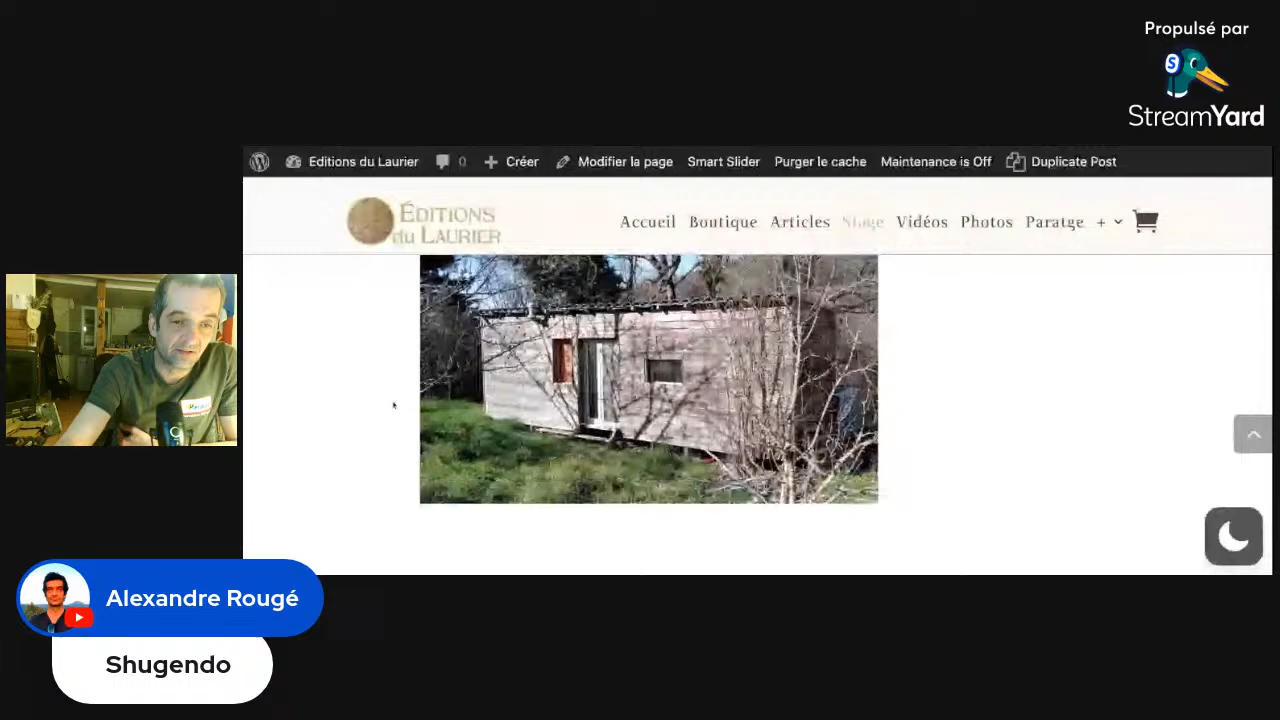 Propulsé par
StreamYard
Editions du Laurier 0 Créer Modifier la page Smart Slider Purger le cache Maintenance is Off Duplicate Post
ÉDITIONS
du LAURIER
Accueil Boutique Articles Stage Vidéos Photos Paratge +
Alexandre Rougé
Shugendo